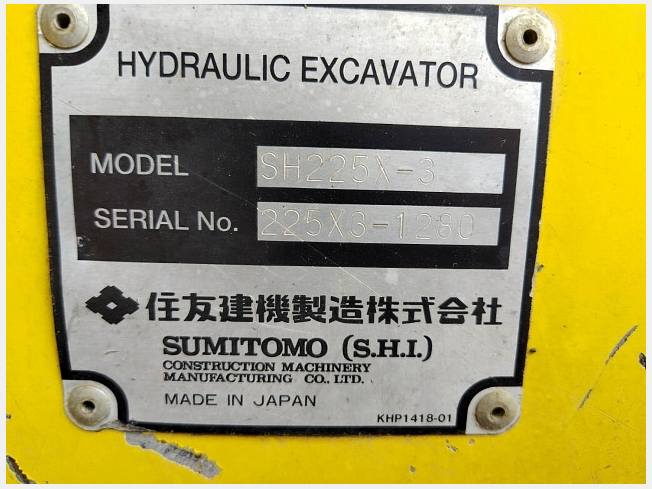 HYDRAULIC EXCAVATOR
MODEL SH225X-3
SERIAL No. 225X3-1280
住友建機製造株式会社
SUMITOMO (S.H.I.)
CONSTRUCTION MACHINERY
MANUFACTURING CO., LTD.
MADE IN JAPAN
KHP1418-01